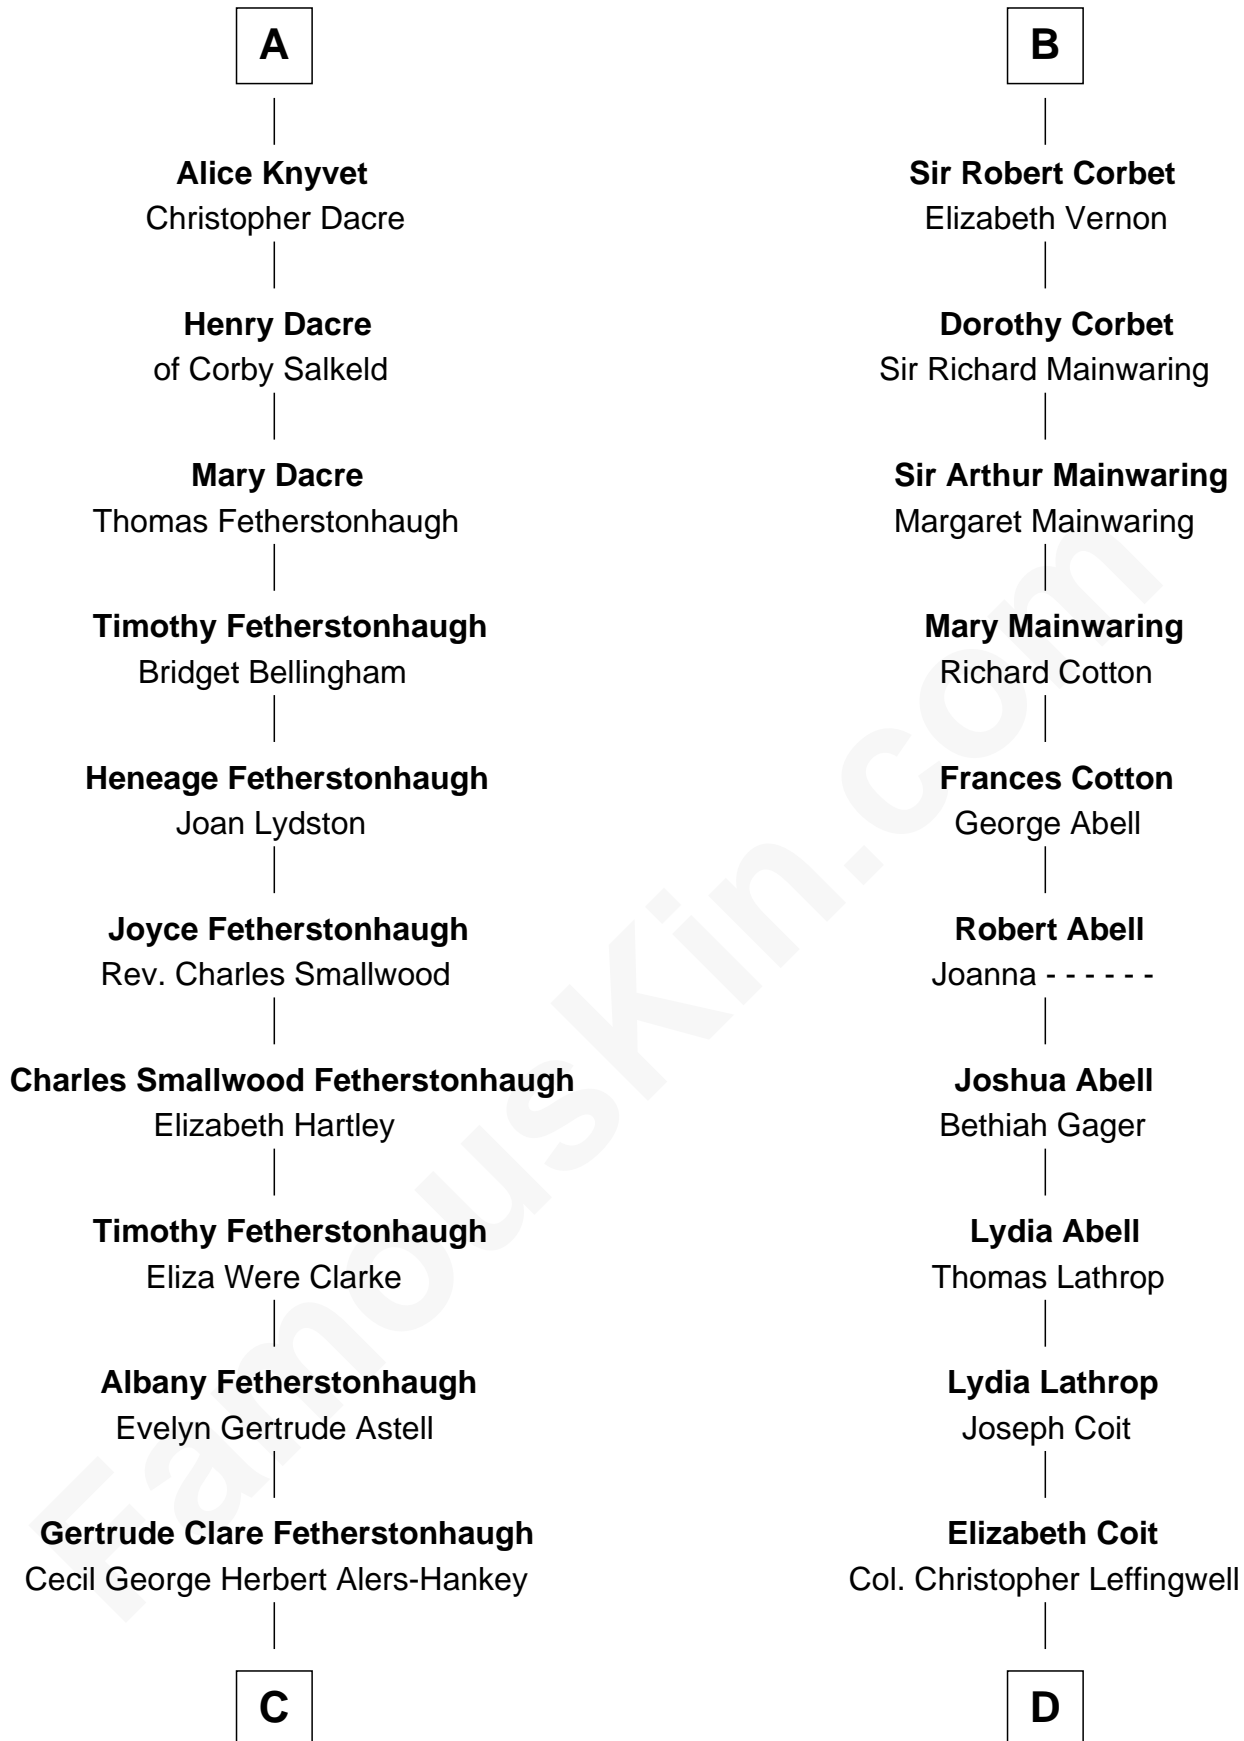 A
Alice Knyvet
Christopher Dacre
Henry Dacre
of Corby Salkeld
Mary Dacre
Thomas Fetherstonhaugh
Timothy Fetherstonhaugh
Bridget Bellingham
Heneage Fetherstonhaugh
Joan Lydston
Joyce Fetherstonhaugh
Rev. Charles Smallwood
Charles Smallwood Fetherstonhaugh
Elizabeth Hartley
Timothy Fetherstonhaugh
Eliza Were Clarke
Albany Fetherstonhaugh
Evelyn Gertrude Astell
Gertrude Clare Fetherstonhaugh
Cecil George Herbert Alers-Hankey
C
B
Sir Robert Corbet
Elizabeth Vernon
Dorothy Corbet
Sir Richard Mainwaring
Sir Arthur Mainwaring
Margaret Mainwaring
Mary Mainwaring
Richard Cotton
Frances Cotton
George Abell
Robert Abell
Joanna - - - - - -
Joshua Abell
Bethiah Gager
Lydia Abell
Thomas Lathrop
Lydia Lathrop
Joseph Coit
Elizabeth Coit
Col. Christopher Leffingwell
D
FamousKin.com